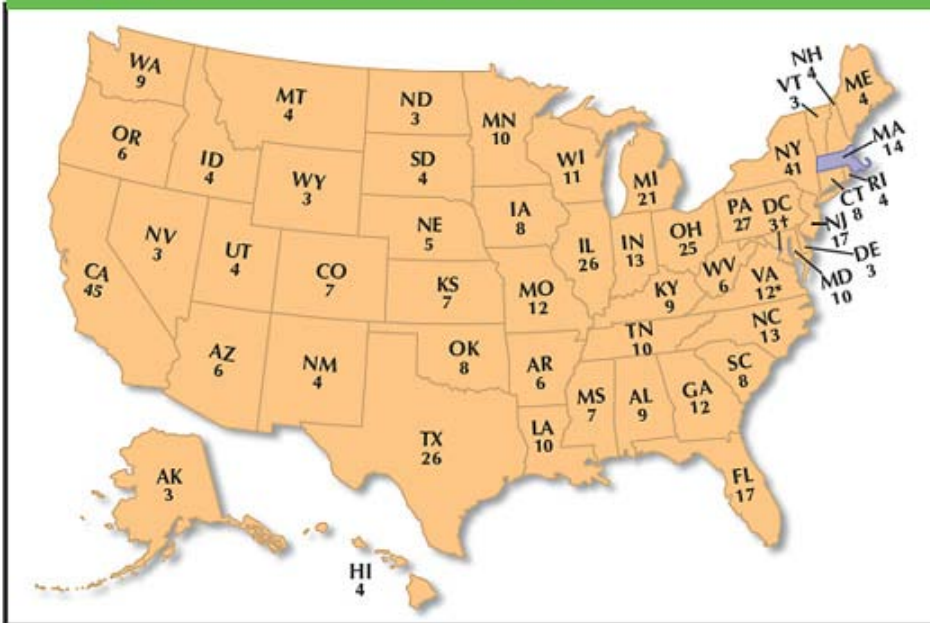 WA
9
OR
6
CA
45
NV
3
ID
4
MT
4
WY
3
UT
4
AZ
6
CO
7
NM
4
ND
3
SD
4
NE
5
KS
7
OK
8
TX
26
MN
10
IA
8
MO
12
AR
6
LA
10
WI
11
IL
26
MI
21
IN
13
OH
25
KY
9
TN
10
MS
7
AL
9
GA
12
FL
17
SC
8
NC
13
VA
12*
WV
6
PA
27
DC
3†
NY
41
VT
3
NH
4
ME
4
MA
14
RI
4
CT
8
NJ
17
DE
3
MD
10
AK
3
HI
4